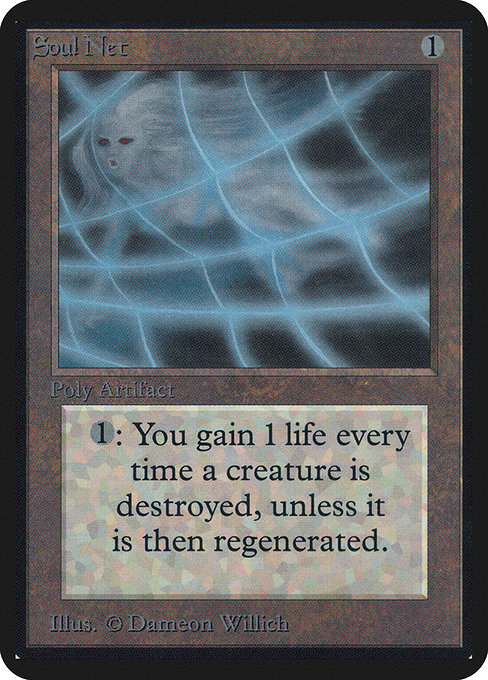 Soul Net 1
Poly Artifact
1: You gain 1 life every
time a creature is
destroyed, unless it
is then regenerated.
Illus. © Dameon Willich